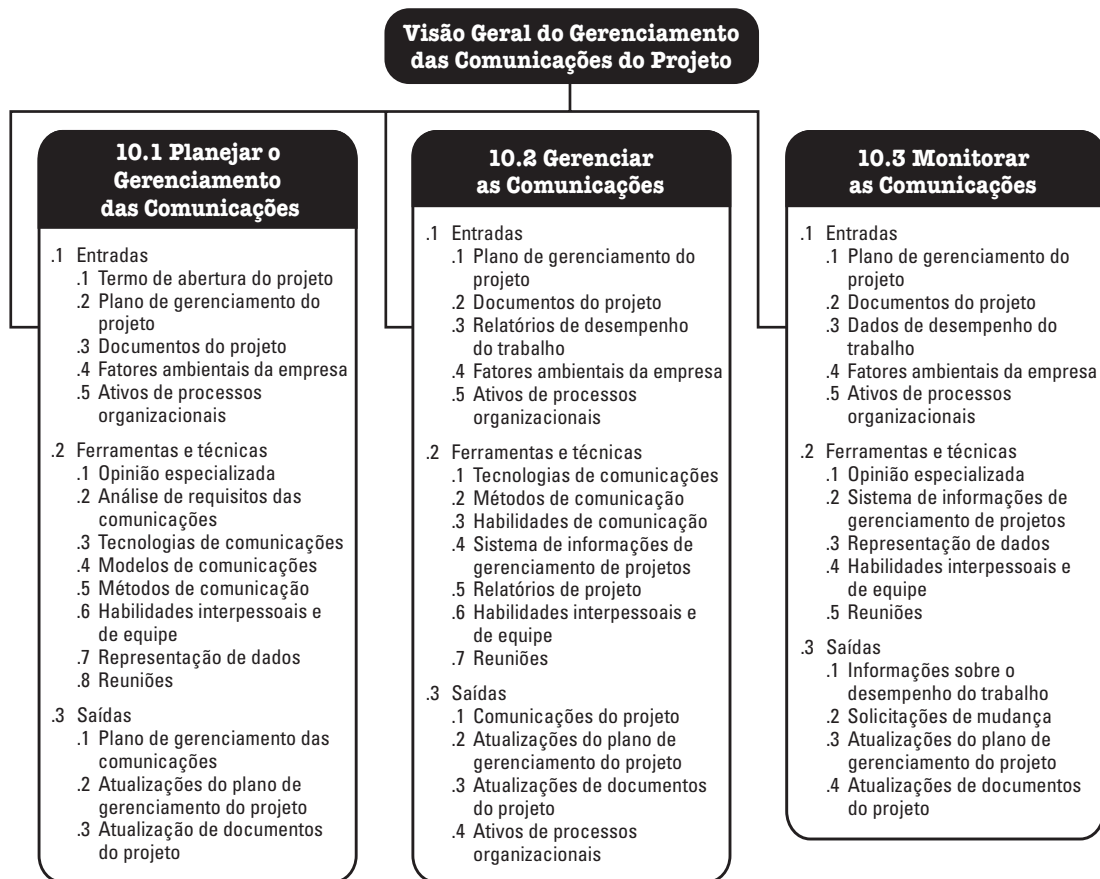 Visão Geral do Gerenciamento
das Comunicações do Projeto
10.1 Planejar o
Gerenciamento
das Comunicações
.1 Entradas
.1 Termo de abertura do projeto
.2 Plano de gerenciamento do
projeto
.3 Documentos do projeto
.4 Fatores ambientais da empresa
.5 Ativos de processos
organizacionais
.2 Ferramentas e técnicas
.1 Opinião especializada
.2 Análise de requisitos das
comunicações
.3 Tecnologias de comunicações
.4 Modelos de comunicações
.5 Métodos de comunicação
.6 Habilidades interpessoais e
de equipe
.7 Representação de dados
.8 Reuniões
.3 Saídas
.1 Plano de gerenciamento das
comunicações
.2 Atualizações do plano de
gerenciamento do projeto
.3 Atualização de documentos
do projeto
10.2 Gerenciar
as Comunicações
.1 Entradas
.1 Plano de gerenciamento do
projeto
.2 Documentos do projeto
.3 Relatórios de desempenho
do trabalho
.4 Fatores ambientais da empresa
.5 Ativos de processos
organizacionais
.2 Ferramentas e técnicas
.1 Tecnologias de comunicações
.2 Métodos de comunicação
.3 Habilidades de comunicação
.4 Sistema de informações de
gerenciamento de projetos
.5 Relatórios de projeto
.6 Habilidades interpessoais e
de equipe
.7 Reuniões
.3 Saídas
.1 Comunicações do projeto
.2 Atualizações do plano de
gerenciamento do projeto
.3 Atualizações de documentos
do projeto
.4 Ativos de processos
organizacionais
10.3 Monitorar
as Comunicações
.1 Entradas
.1 Plano de gerenciamento do
projeto
.2 Documentos do projeto
.3 Dados de desempenho do
trabalho
.4 Fatores ambientais da empresa
.5 Ativos de processos
organizacionais
.2 Ferramentas e técnicas
.1 Opinião especializada
.2 Sistema de informações de
gerenciamento de projetos
.3 Representação de dados
.4 Habilidades interpessoais e
de equipe
.5 Reuniões
.3 Saídas
.1 Informações sobre o
desempenho do trabalho
.2 Solicitações de mudança
.3 Atualizações do plano de
gerenciamento do projeto
.4 Atualizações de documentos
do projeto